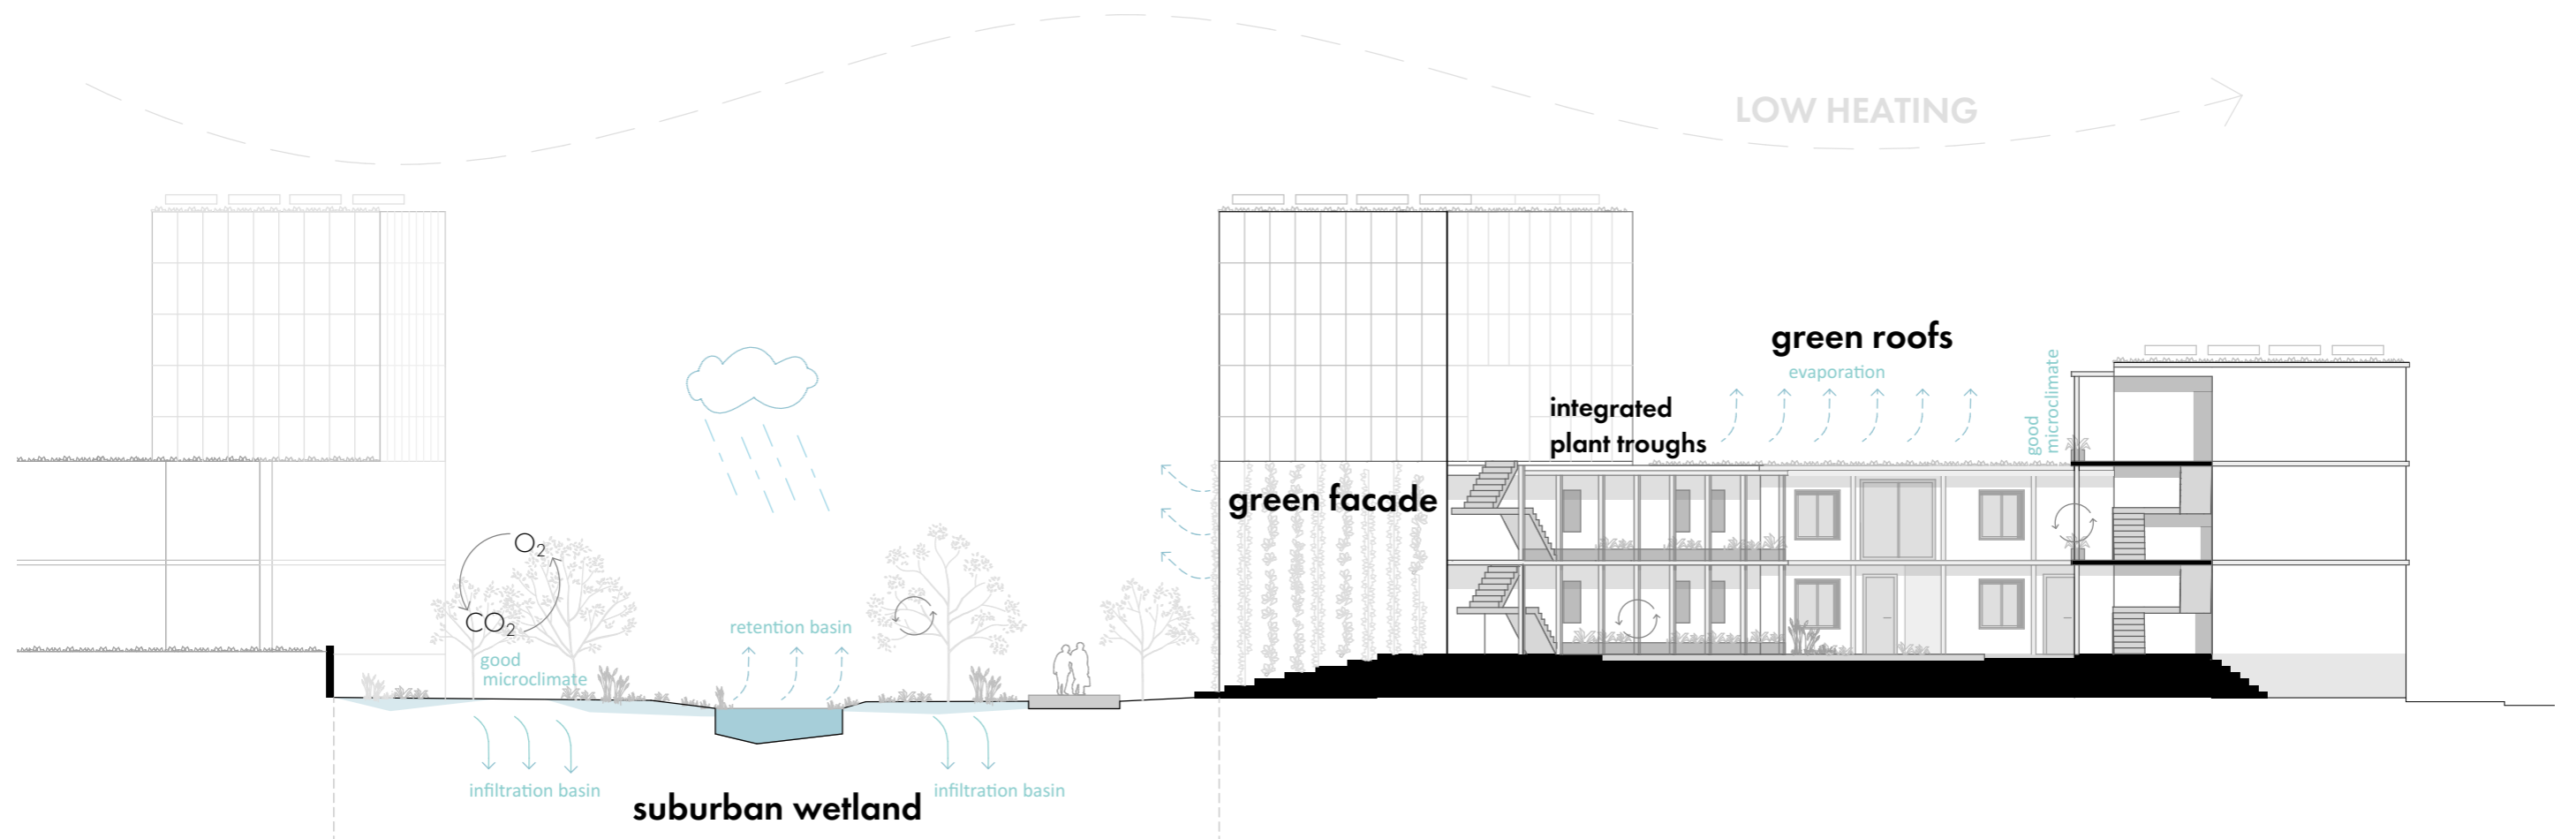 LOW HEATING
green roofs
evaporation
good
microclimate
integrated
plant troughs
green facade
O₂
CO₂
good
microclimate
retention basin
infiltration basin
suburban wetland
infiltration basin